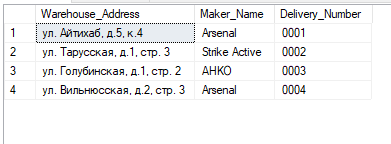 Warehouse_Address Maker_Name Delivery_Number
1 ул. Айтихаб, д.5, к.4 Arsenal 0001
2 ул. Тарусская, д.1, стр. 3 Strike Active 0002
3 ул. Голубинская, д.1, стр. 2 АНКО 0003
4 ул. Вильнюсская, д.2, стр. 3 Arsenal 0004